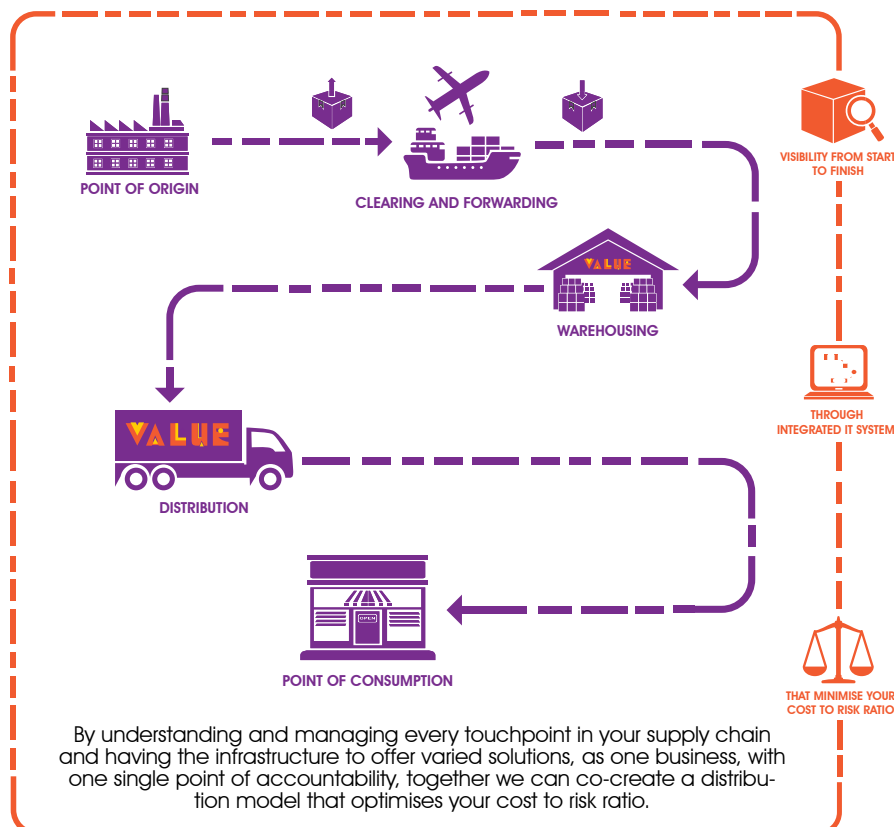 POINT OF ORIGIN
CLEARING AND FORWARDING
VISIBILITY FROM START
TO FINISH
VALUE
WAREHOUSING
THROUGH
INTEGRATED IT SYSTEM
VALUE
DISTRIBUTION
OPEN
POINT OF CONSUMPTION
THAT MINIMISE YOUR
COST TO RISK RATIO
By understanding and managing every touchpoint in your supply chain
and having the infrastructure to offer varied solutions, as one business, with
one single point of accountability, together we can co-create a distribu-
tion model that optimises your cost to risk ratio.